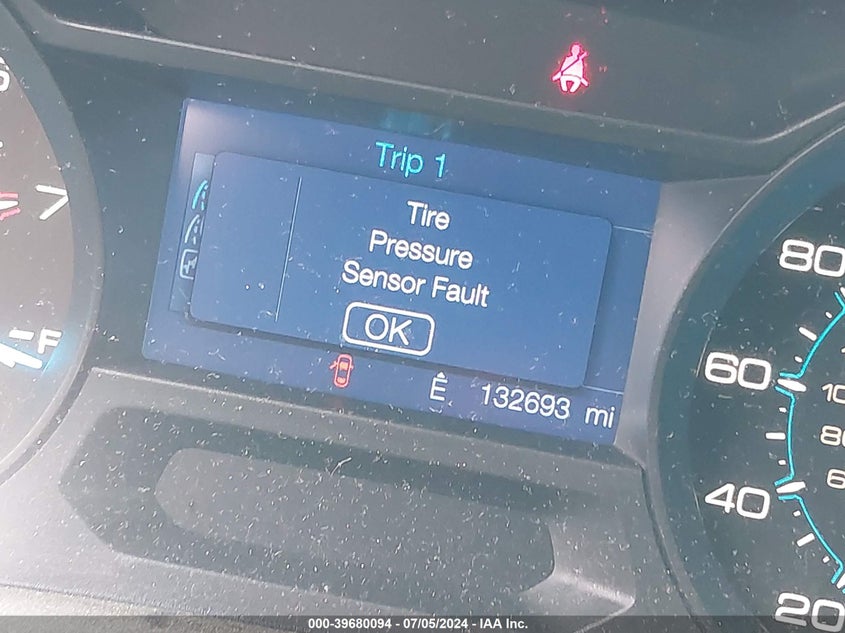 Trip 1
Tire
Pressure
Sensor Fault
OK
Ê 132693 mi
7
F
80
60
40
20
000-39680094 - 07/05/2024 - IAA Inc.